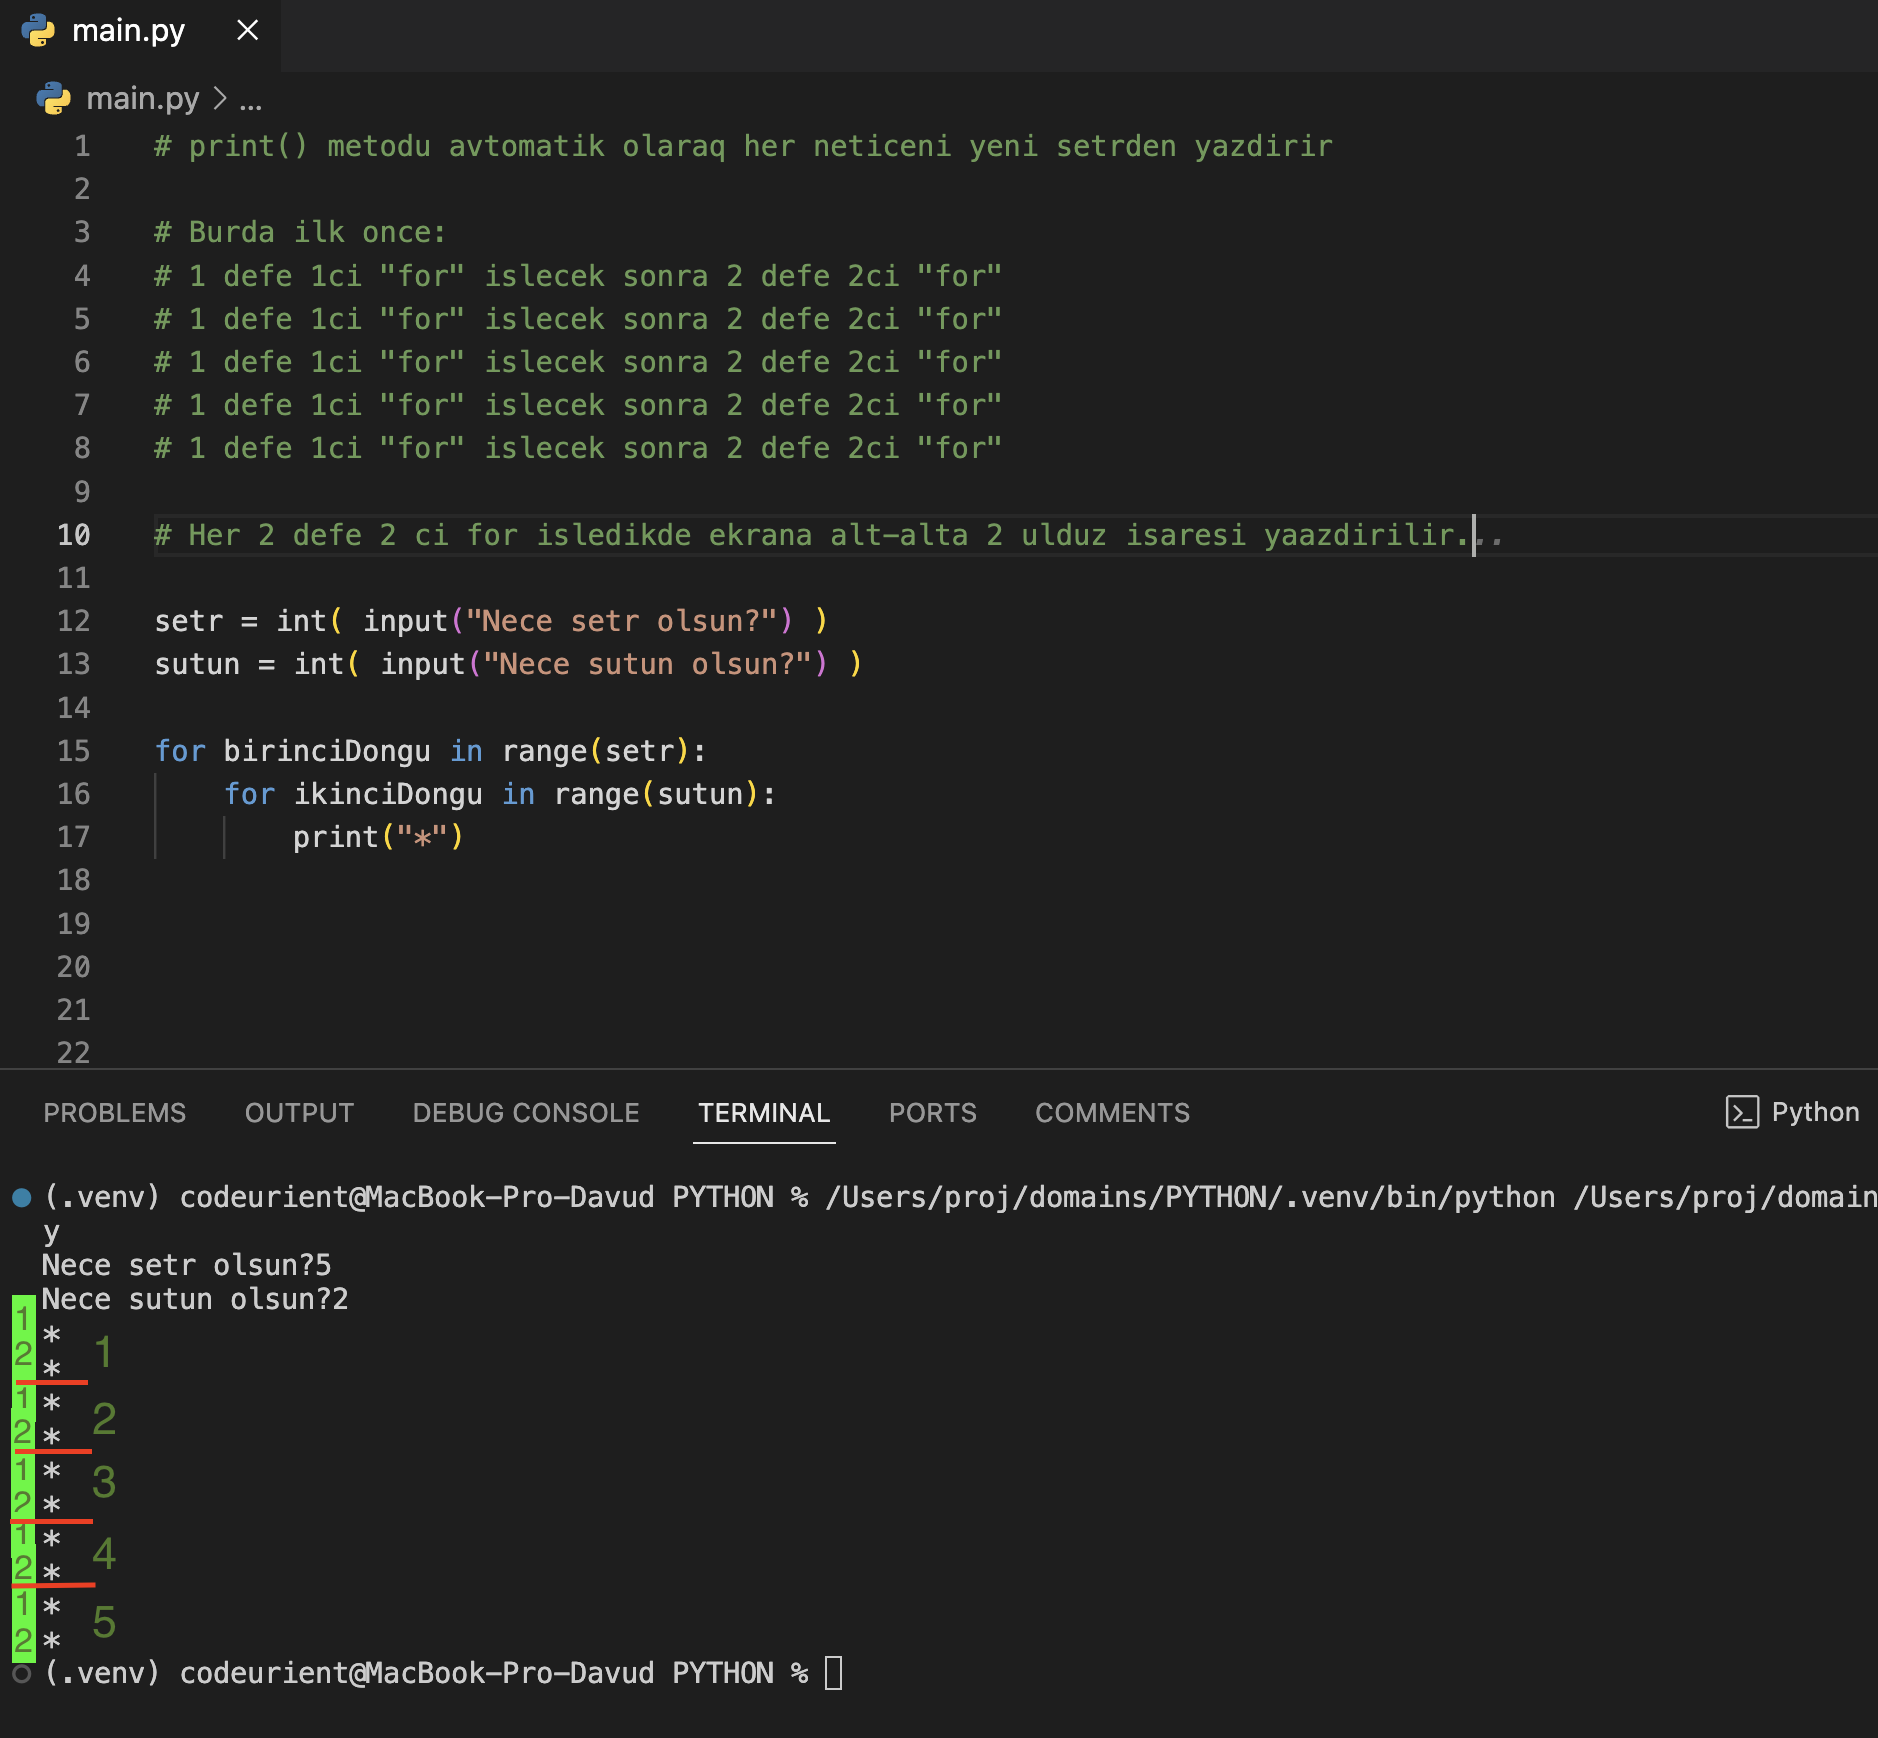 main.py
main.py > ...
1 # print() metodu avtomatik olaraq her neticeni yeni setrden yazdirir
2
3 # Burda ilk once:
4 # 1 defe 1ci "for" islecek sonra 2 defe 2ci "for"
5 # 1 defe 1ci "for" islecek sonra 2 defe 2ci "for"
6 # 1 defe 1ci "for" islecek sonra 2 defe 2ci "for"
7 # 1 defe 1ci "for" islecek sonra 2 defe 2ci "for"
8 # 1 defe 1ci "for" islecek sonra 2 defe 2ci "for"
9
10 # Her 2 defe 2 ci for isledikde ekrana alt-alta 2 ulduz isaresi yaazdirilir...
11
12 setr = int( input("Nece setr olsun?") )
13 sutun = int( input("Nece sutun olsun?") )
14
15 for birinciDongu in range(setr):
16     for ikinciDongu in range(sutun):
17         print("*")
18
19
20
21
22
PROBLEMS OUTPUT DEBUG CONSOLE TERMINAL PORTS COMMENTS Python
(.venv) codeurient@MacBook-Pro-Davud PYTHON % /Users/proj/domains/PYTHON/.venv/bin/python /Users/proj/domain
y
Nece setr olsun?5
Nece sutun olsun?2
1 * 1
2 *
1 * 2
2 *
1 * 3
2 *
1 * 4
2 *
1 * 5
2 *
(.venv) codeurient@MacBook-Pro-Davud PYTHON %